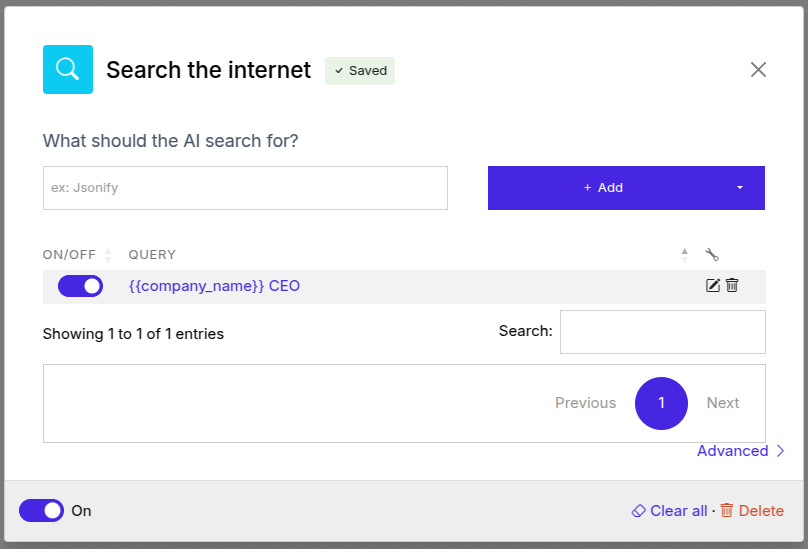 Search the internet
Saved
What should the AI search for?
ex: Jsonify
+ Add
ON/OFF QUERY
{{company_name}} CEO
Showing 1 to 1 of 1 entries
Search:
Previous 1 Next
Advanced
On
Clear all · Delete